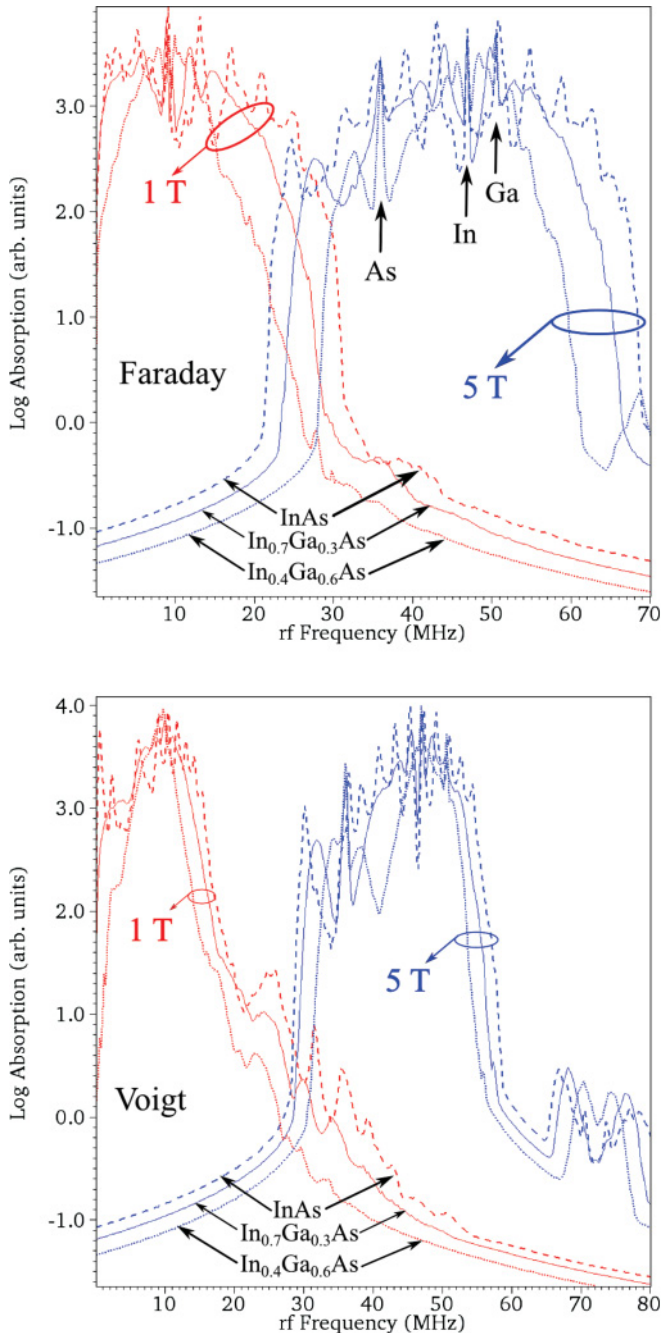 3.0
2.0
1.0
0.0
-1.0
Log Absorption (arb. units)
1 T
As
In
Ga
Faraday
5 T
InAs
In0.7Ga0.3As
In0.4Ga0.6As
10 20 30 40 50 60 70
rf Frequency (MHz)
4.0
3.0
2.0
1.0
0.0
-1.0
Log Absorption (arb. units)
1 T
5 T
Voigt
InAs
In0.7Ga0.3As
In0.4Ga0.6As
10 20 30 40 50 60 70 80
rf Frequency (MHz)